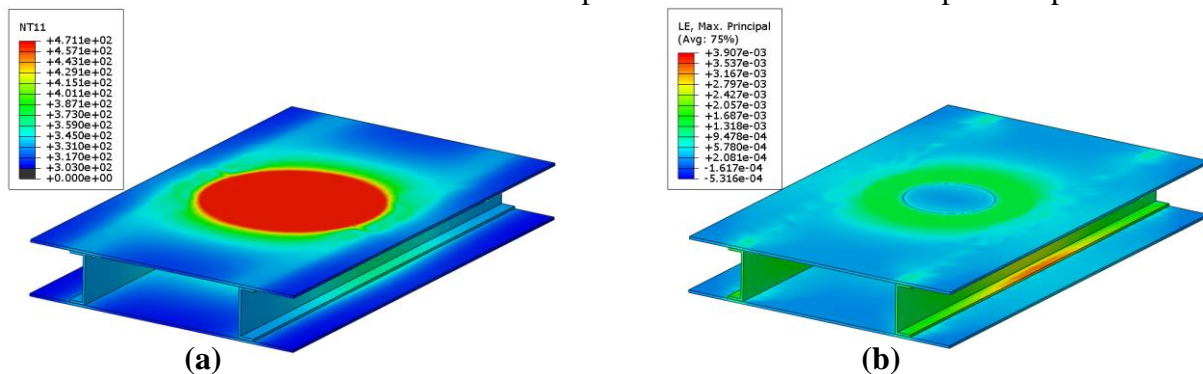 NT11
+4.711e+02
+4.571e+02
+4.431e+02
+4.291e+02
+4.151e+02
+4.011e+02
+3.871e+02
+3.730e+02
+3.590e+02
+3.450e+02
+3.310e+02
+3.170e+02
+3.030e+02
+0.000e+00
(a)
LE, Max. Principal
(Avg: 75%)
+3.907e-03
+3.537e-03
+3.167e-03
+2.797e-03
+2.427e-03
+2.057e-03
+1.687e-03
+1.318e-03
+9.478e-04
+5.780e-04
+2.081e-04
-1.617e-04
-5.316e-04
(b)